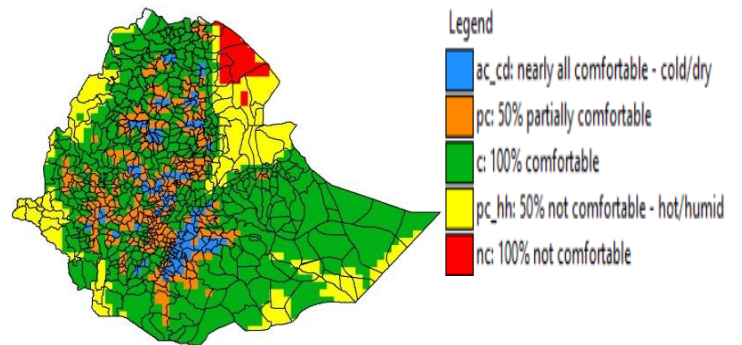 Legend
ac_cd: nearly all comfortable - cold/dry
pc: 50% partially comfortable
c: 100% comfortable
pc_hh: 50% not comfortable - hot/humid
nc: 100% not comfortable